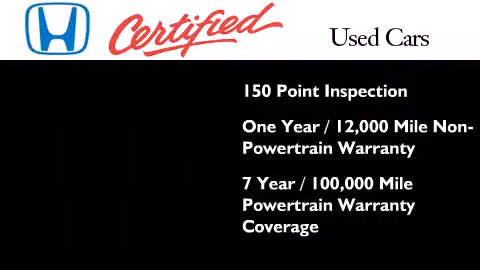 Certified Used Cars
150 Point Inspection
One Year / 12,000 Mile Non-
Powertrain Warranty
7 Year / 100,000 Mile
Powertrain Warranty
Coverage